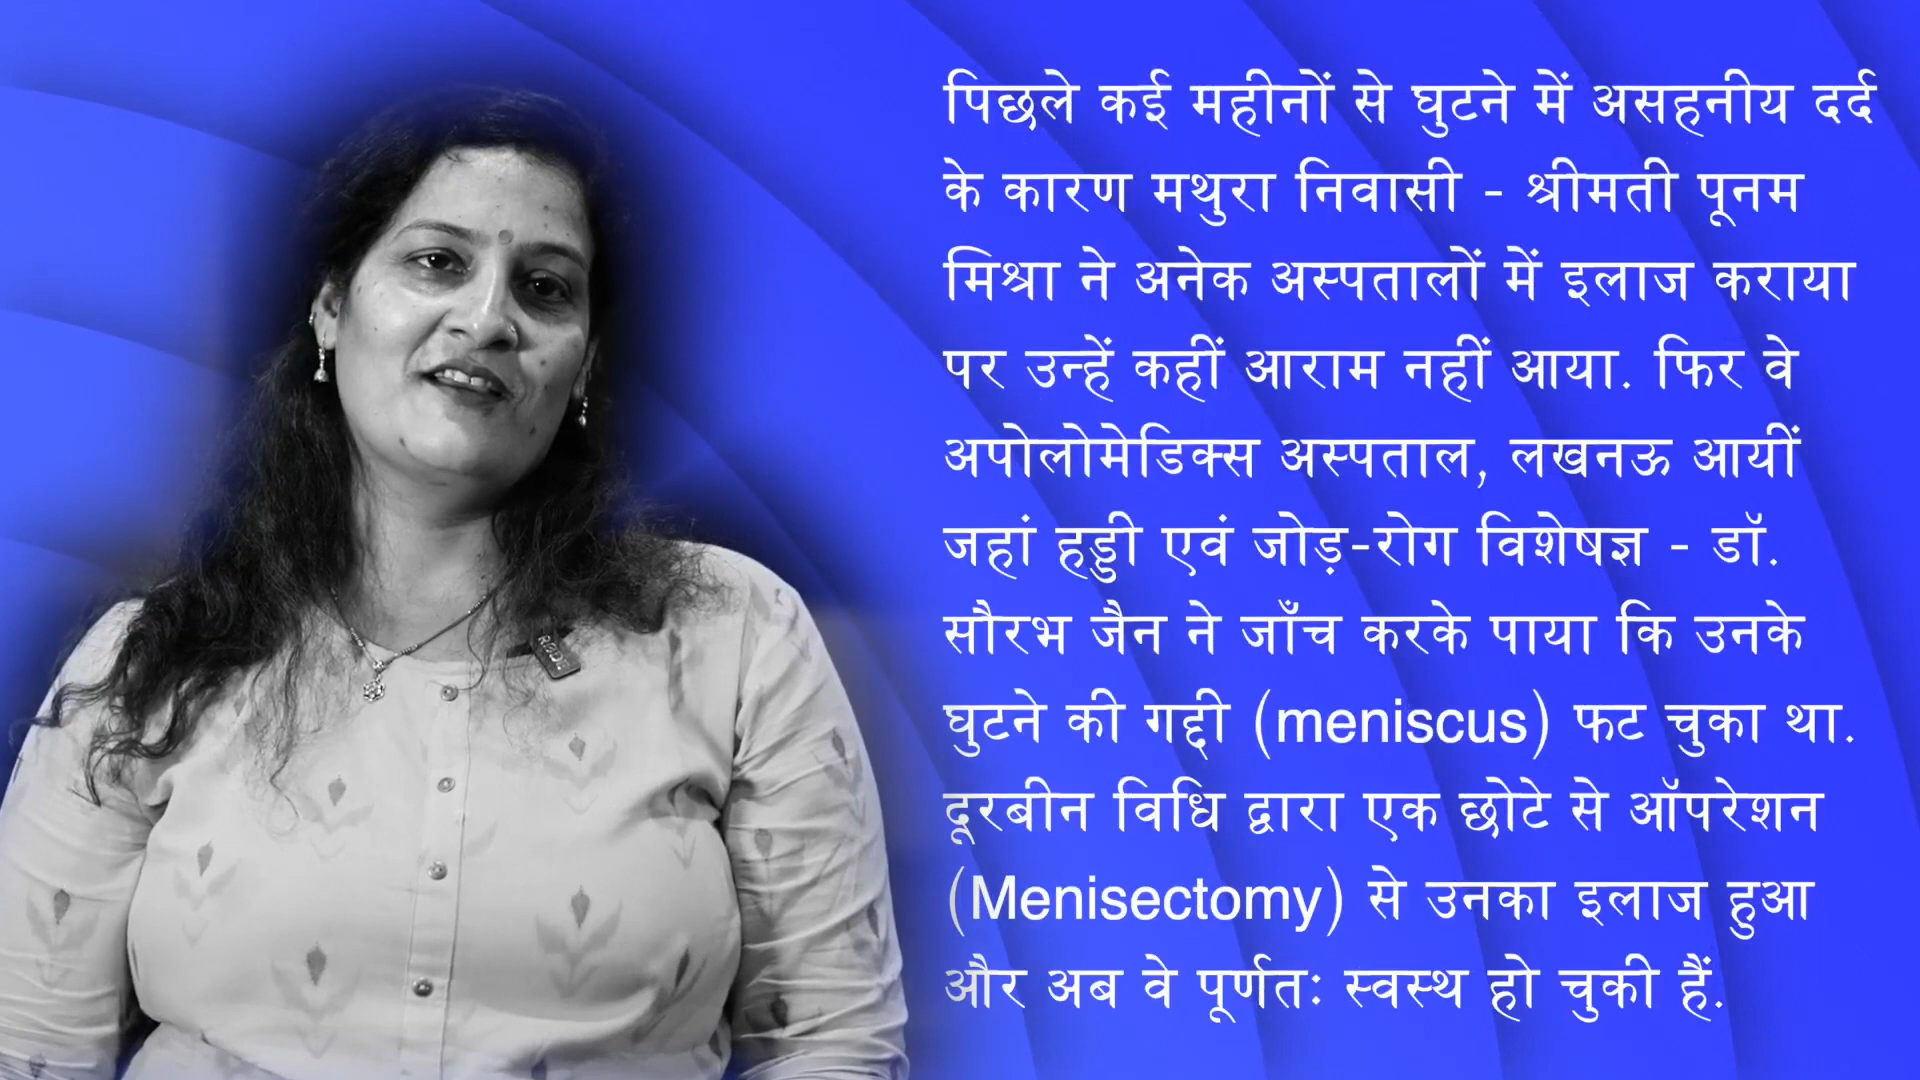 पिछले कई महीनों से घुटने में असहनीय दर्द
के कारण मथुरा निवासी - श्रीमती पूनम
मिश्रा ने अनेक अस्पतालों में इलाज कराया
पर उन्हें कहीं आराम नहीं आया. फिर वे
अपोलोमेडिक्स अस्पताल, लखनऊ आयीं
जहां हड्डी एवं जोड़-रोग विशेषज्ञ - डॉ.
सौरभ जैन ने जाँच करके पाया कि उनके
घुटने की गद्दी (meniscus) फट चुका था.
दूरबीन विधि द्वारा एक छोटे से ऑपरेशन
(Menisectomy) से उनका इलाज हुआ
और अब वे पूर्णतः स्वस्थ हो चुकी हैं.